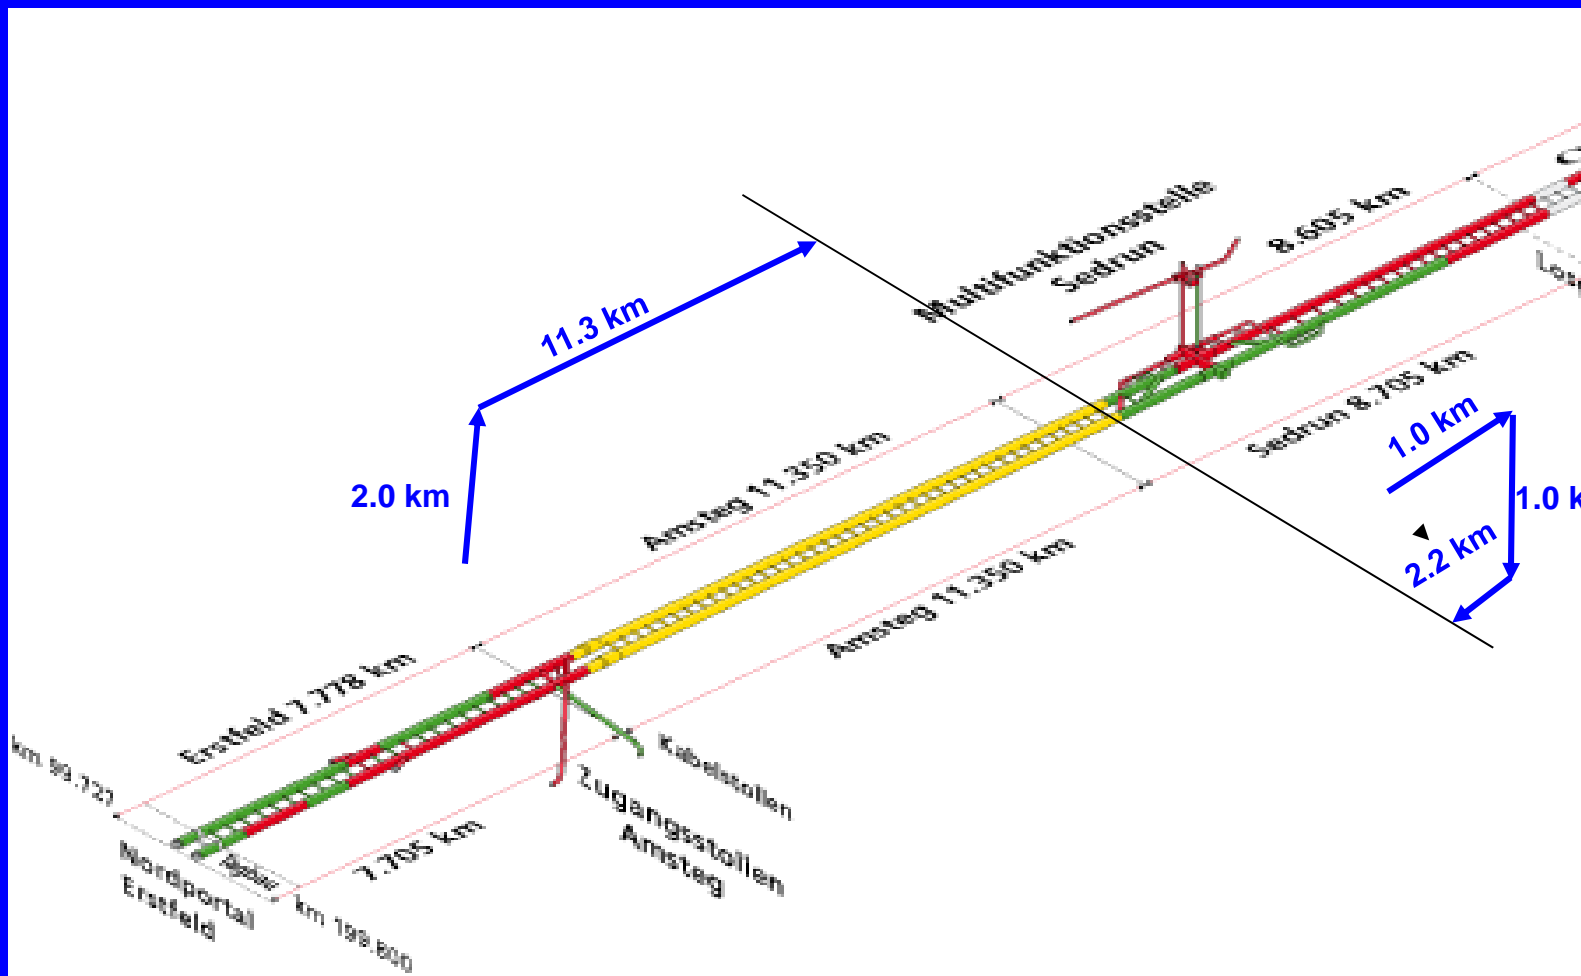 Multifunktionsstelle
Sedrun
8.605 km
11.3 km
2.0 km
Amsteg 11.350 km
Sedrun 8.705 km
1.0 km
1.0 k
2.2 km
Amsteg 11.350 km
Erstfeld 7.778 km
km 99.721
Kabelstollen
Zugangsstollen
Amsteg
7.705 km
Nordportal
Erstfeld
km 199.800